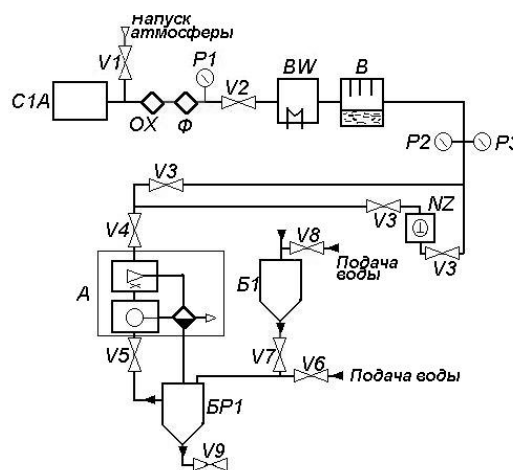 Напуск
атмосферы
V1
P1
C1A
OX
Ф
V2
BW
B
P2
P3
V3
V3
NZ
V3
V4
V8
Подача
воды
Б1
A
V7
V5
V6
Подача воды
БР1
V9